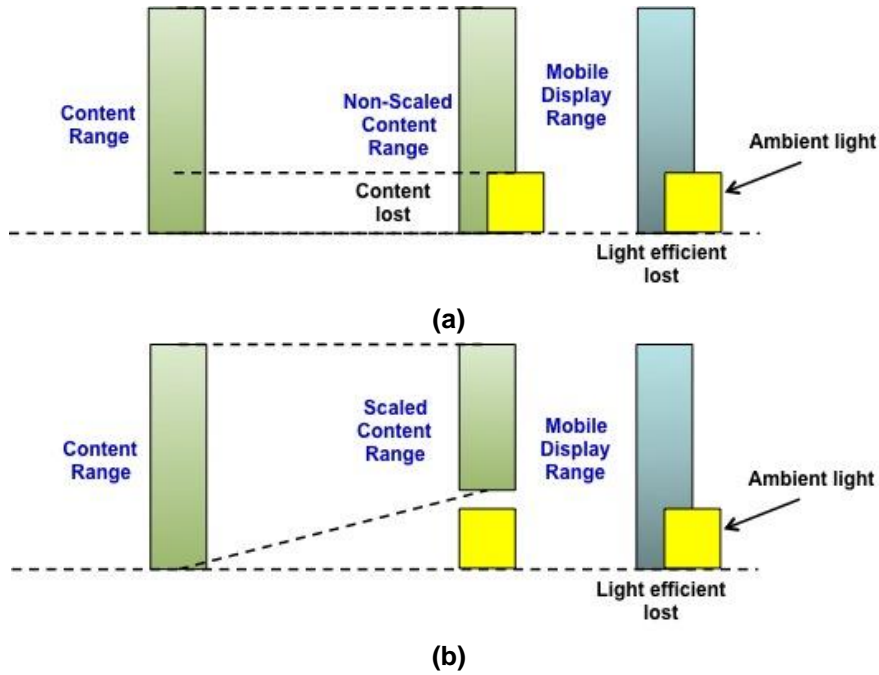 Content
Range
Non-Scaled
Content
Range
Mobile
Display
Range
Ambient light
Content
lost
Light efficient
lost
(a)
Content
Range
Scaled
Content
Range
Mobile
Display
Range
Ambient light
Light efficient
lost
(b)